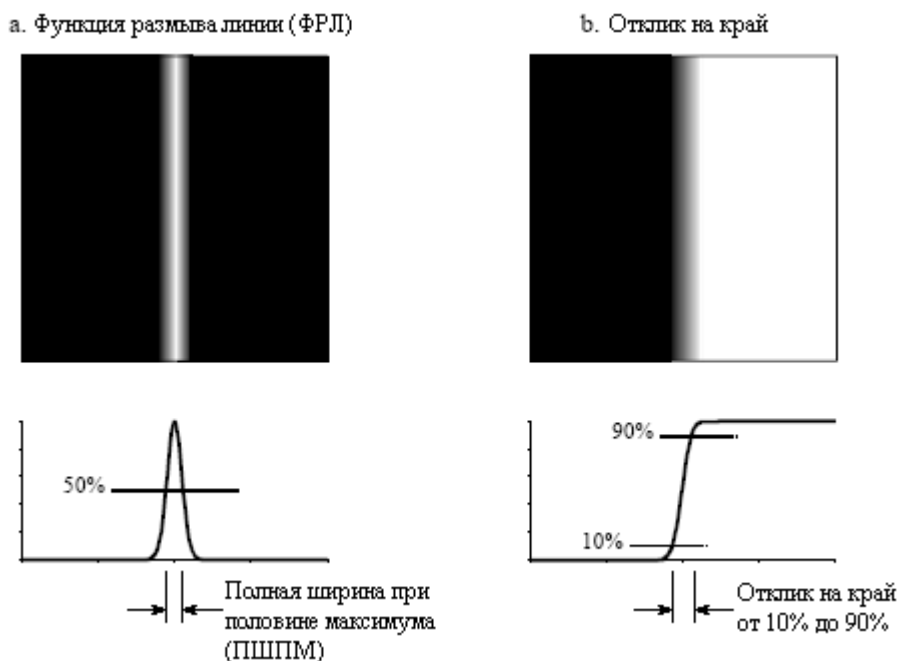 a. Функция размыва линии (ФРЛ)
b. Отклик на край
50%
Полная ширина при
половине максимума
(ПШПМ)
90%
10%
Отклик на край
от 10% до 90%